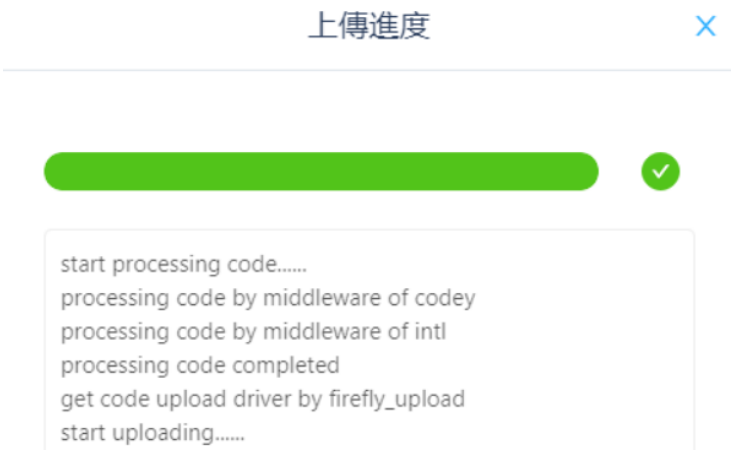 上傳進度
start processing code......
processing code by middleware of codey
processing code by middleware of intl
processing code completed
get code upload driver by firefly_upload
start uploading......